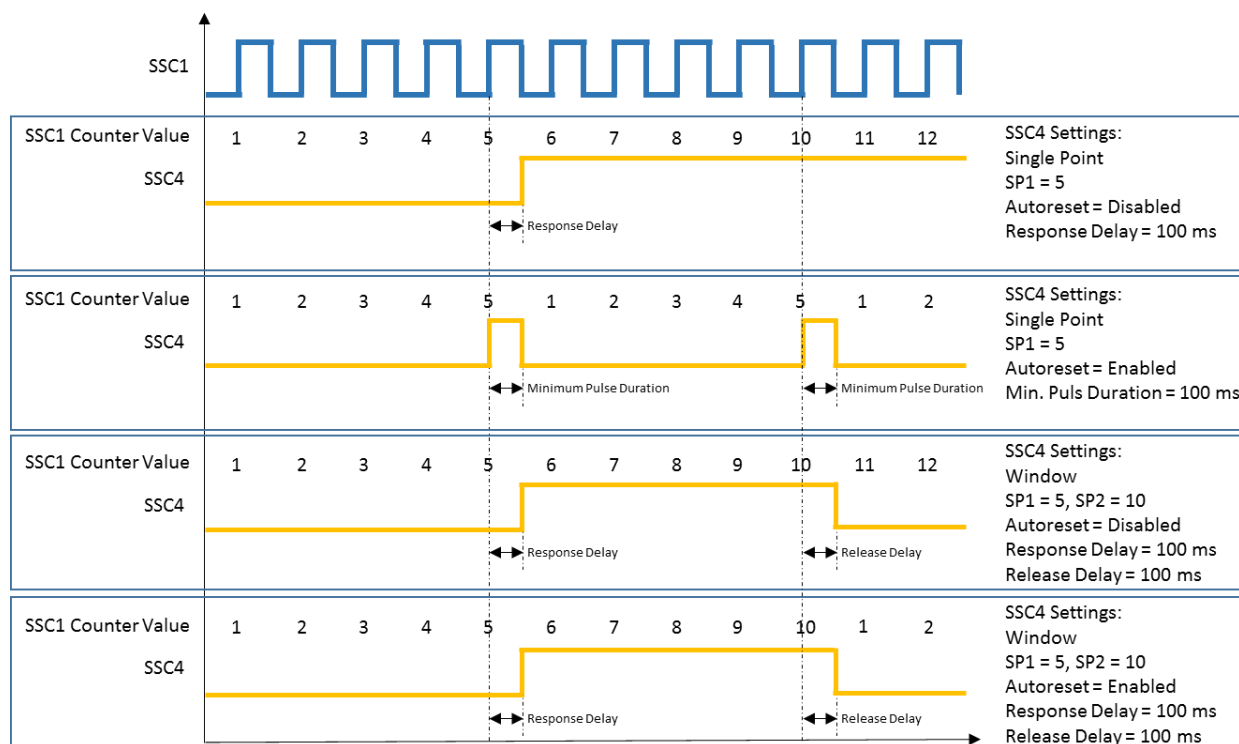 SSC1
SSC1 Counter Value 1 2 3 4 5 6 7 8 9 10 11 12
SSC4
Response Delay
SSC4 Settings:
Single Point
SP1 = 5
Autoreset = Disabled
Response Delay = 100 ms
SSC1 Counter Value 1 2 3 4 5 1 2 3 4 5 1 2
SSC4
Minimum Pulse Duration Minimum Pulse Duration
SSC4 Settings:
Single Point
SP1 = 5
Autoreset = Enabled
Min. Puls Duration = 100 ms
SSC1 Counter Value 1 2 3 4 5 6 7 8 9 10 11 12
SSC4
Response Delay Release Delay
SSC4 Settings:
Window
SP1 = 5, SP2 = 10
Autoreset = Disabled
Response Delay = 100 ms
Release Delay = 100 ms
SSC1 Counter Value 1 2 3 4 5 6 7 8 9 10 1 2
SSC4
Response Delay Release Delay
SSC4 Settings:
Window
SP1 = 5, SP2 = 10
Autoreset = Enabled
Response Delay = 100 ms
Release Delay = 100 ms